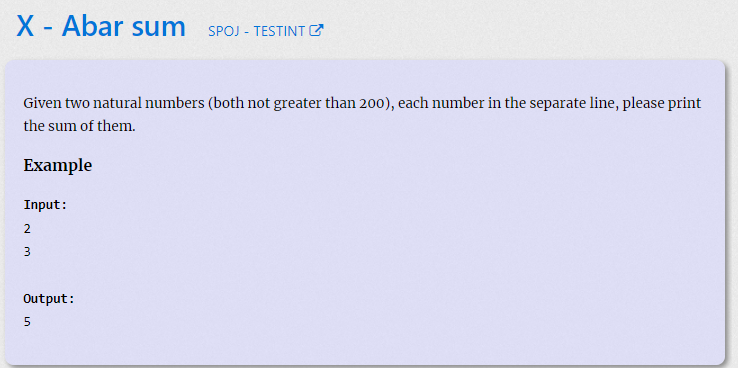 X - Abar sum SPOJ - TESTINT
Given two natural numbers (both not greater than 200), each number in the separate line, please print
the sum of them.
Example
Input:
2
3
Output:
5